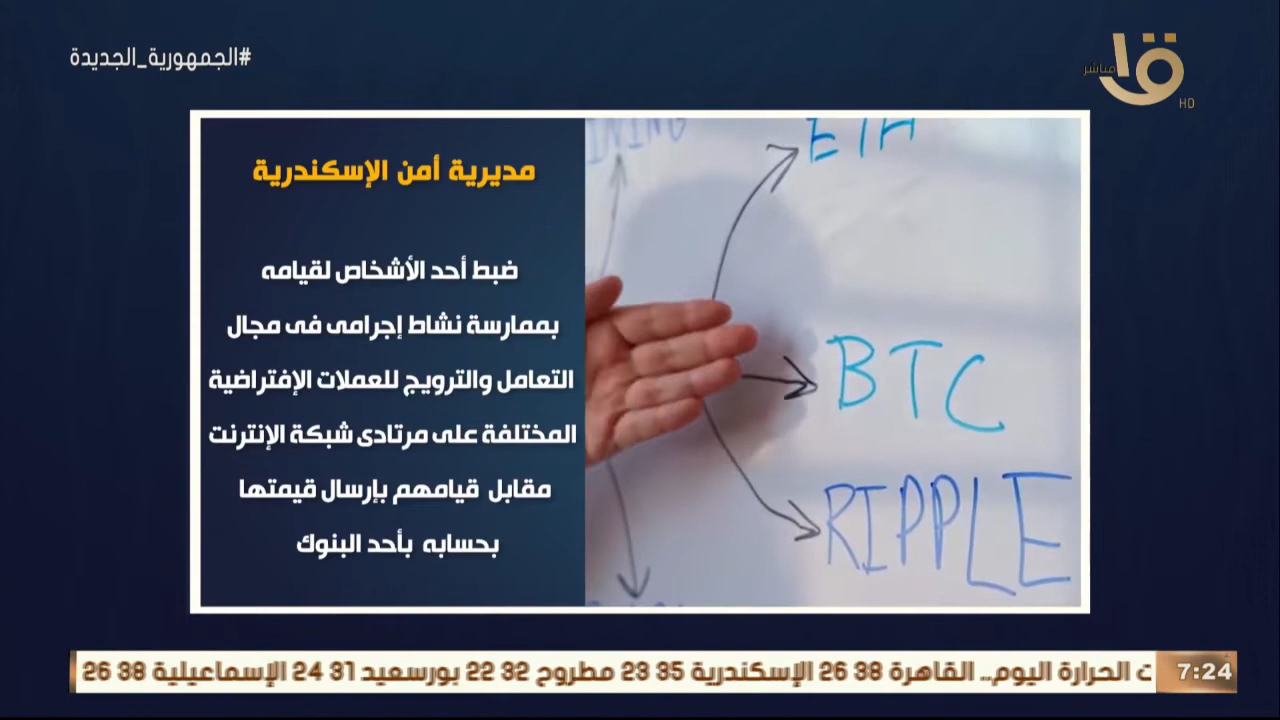 #الجمهورية_الجديدة
مباشر
HD
مديرية أمن الإسكندرية
ضبط أحد الأشخاص لقيامه
بممارسة نشاط إجرامى فى مجال
التعامل والترويج للعملات الإفتراضية
المختلفة على مرتادى شبكة الإنترنت
مقابل قيامهم بإرسال قيمتها
بحسابه بأحد البنوك
ETH
BTC
RIPPLE
7:24
ت الحرارة اليوم.. القاهرة 38 26 الإسكندرية 35 23 مطروح 32 22 بورسعيد 31 24 الإسماعيلية 38 26